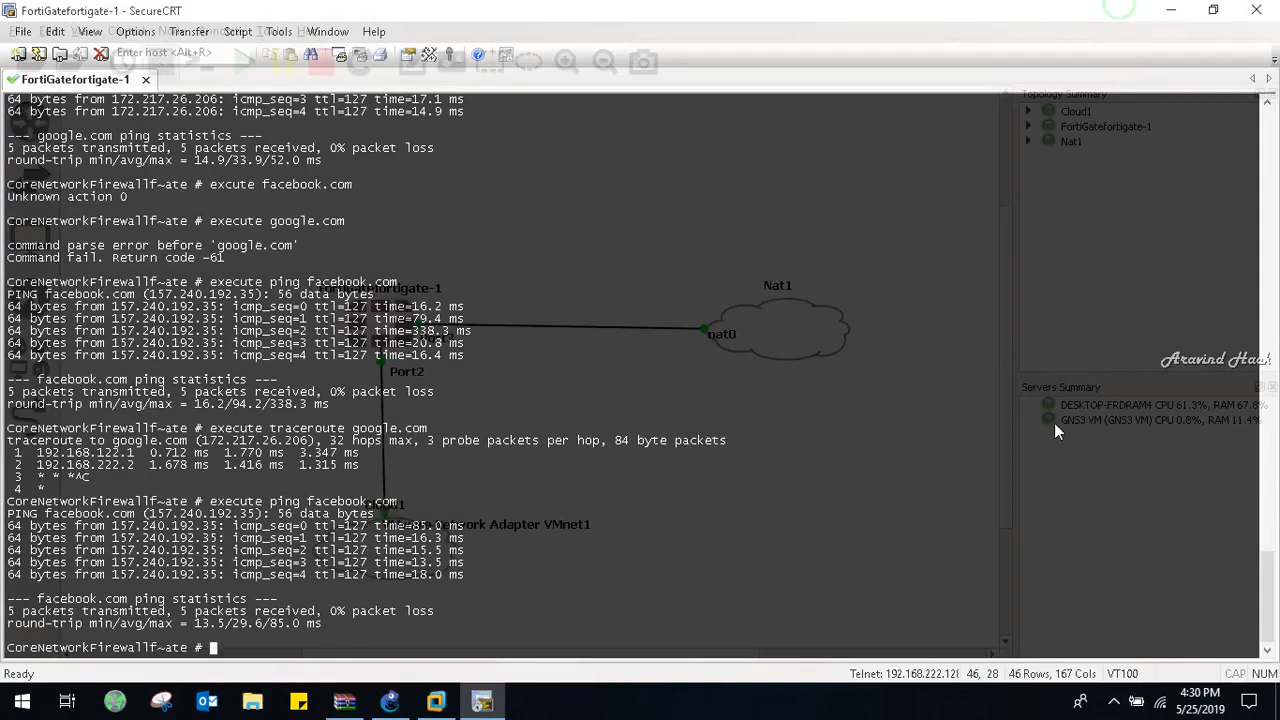 FortiGatefortigate-1 - SecureCRT
File Edit View Options Transfer Script Tools Window Help
Enter host <Alt+R>
FortiGatefortigate-1
64 bytes from 172.217.26.206: icmp_seq=3 ttl=127 time=17.1 ms
64 bytes from 172.217.26.206: icmp_seq=4 ttl=127 time=14.9 ms
--- google.com ping statistics ---
5 packets transmitted, 5 packets received, 0% packet loss
round-trip min/avg/max = 14.9/33.9/52.0 ms
CoreNetworkFirewallf~ate # excute facebook.com
Unknown action 0
CoreNetworkFirewallf~ate # execute google.com
command parse error before 'google.com'
Command fail. Return code -61
CoreNetworkFirewallf~ate # execute ping facebook.com
PING facebook.com (157.240.192.35): 56 data bytes
64 bytes from 157.240.192.35: icmp_seq=0 ttl=127 time=16.2 ms
64 bytes from 157.240.192.35: icmp_seq=1 ttl=127 time=79.4 ms
64 bytes from 157.240.192.35: icmp_seq=2 ttl=127 time=338.3 ms
64 bytes from 157.240.192.35: icmp_seq=3 ttl=127 time=20.8 ms
64 bytes from 157.240.192.35: icmp_seq=4 ttl=127 time=16.4 ms
--- facebook.com ping statistics ---
5 packets transmitted, 5 packets received, 0% packet loss
round-trip min/avg/max = 16.2/94.2/338.3 ms
CoreNetworkFirewallf~ate # execute traceroute google.com
traceroute to google.com (172.217.26.206), 32 hops max, 3 probe packets per hop, 84 byte packets
1 192.168.122.1 0.712 ms 1.770 ms 3.347 ms
2 192.168.222.2 1.678 ms 1.416 ms 1.315 ms
3 * * *^C
4 *
CoreNetworkFirewallf~ate # execute ping facebook.com
PING facebook.com (157.240.192.35): 56 data bytes
64 bytes from 157.240.192.35: icmp_seq=0 ttl=127 time=85.0 ms
64 bytes from 157.240.192.35: icmp_seq=1 ttl=127 time=16.3 ms
64 bytes from 157.240.192.35: icmp_seq=2 ttl=127 time=15.5 ms
64 bytes from 157.240.192.35: icmp_seq=3 ttl=127 time=13.5 ms
64 bytes from 157.240.192.35: icmp_seq=4 ttl=127 time=18.0 ms
--- facebook.com ping statistics ---
5 packets transmitted, 5 packets received, 0% packet loss
round-trip min/avg/max = 13.5/29.6/85.0 ms
CoreNetworkFirewallf~ate #
Nat1
nat0
Port2
Network Adapter VMnet1
Topology Summary
Cloud1
FortiGatefortigate-1
Nat1
Aravind Haak
Servers Summary
DESKTOP-FRDRAM4 CPU 61.3%, RAM 67.8%
GNS3 VM (GNS3 VM) CPU 0.8%, RAM 11.4%
Ready
Telnet: 192.168.222.128 46, 28 46 Rows, 167 Cols VT100 CAP NUM
4:30 PM
5/25/2019